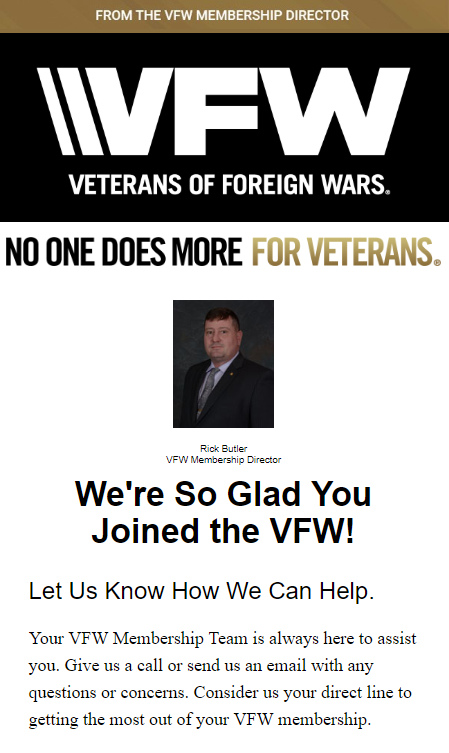 FROM THE VFW MEMBERSHIP DIRECTOR
VFW
VETERANS OF FOREIGN WARS®
NO ONE DOES MORE FOR VETERANS®
Rick Butler
VFW Membership Director
We're So Glad You
Joined the VFW!
Let Us Know How We Can Help.
Your VFW Membership Team is always here to assist
you. Give us a call or send us an email with any
questions or concerns. Consider us your direct line to
getting the most out of your VFW membership.